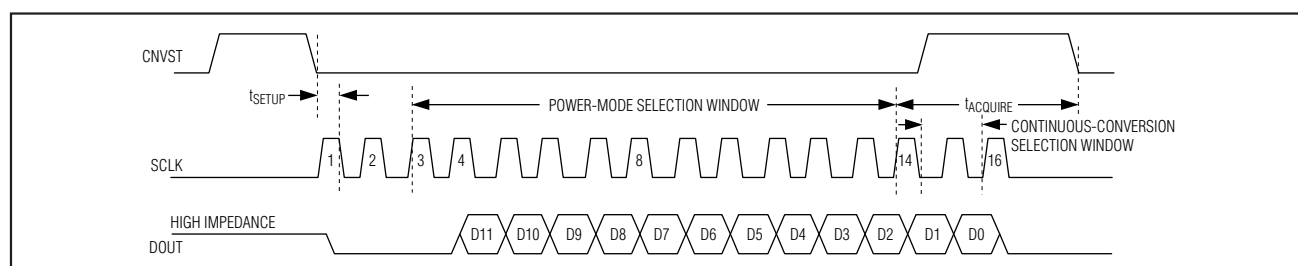 CNVST
tSETUP
POWER-MODE SELECTION WINDOW
tACQUIRE
CONTINUOUS-CONVERSION
SELECTION WINDOW
SCLK
1 2 3 4 8 14 16
HIGH IMPEDANCE
DOUT
D11 D10 D9 D8 D7 D6 D5 D4 D3 D2 D1 D0